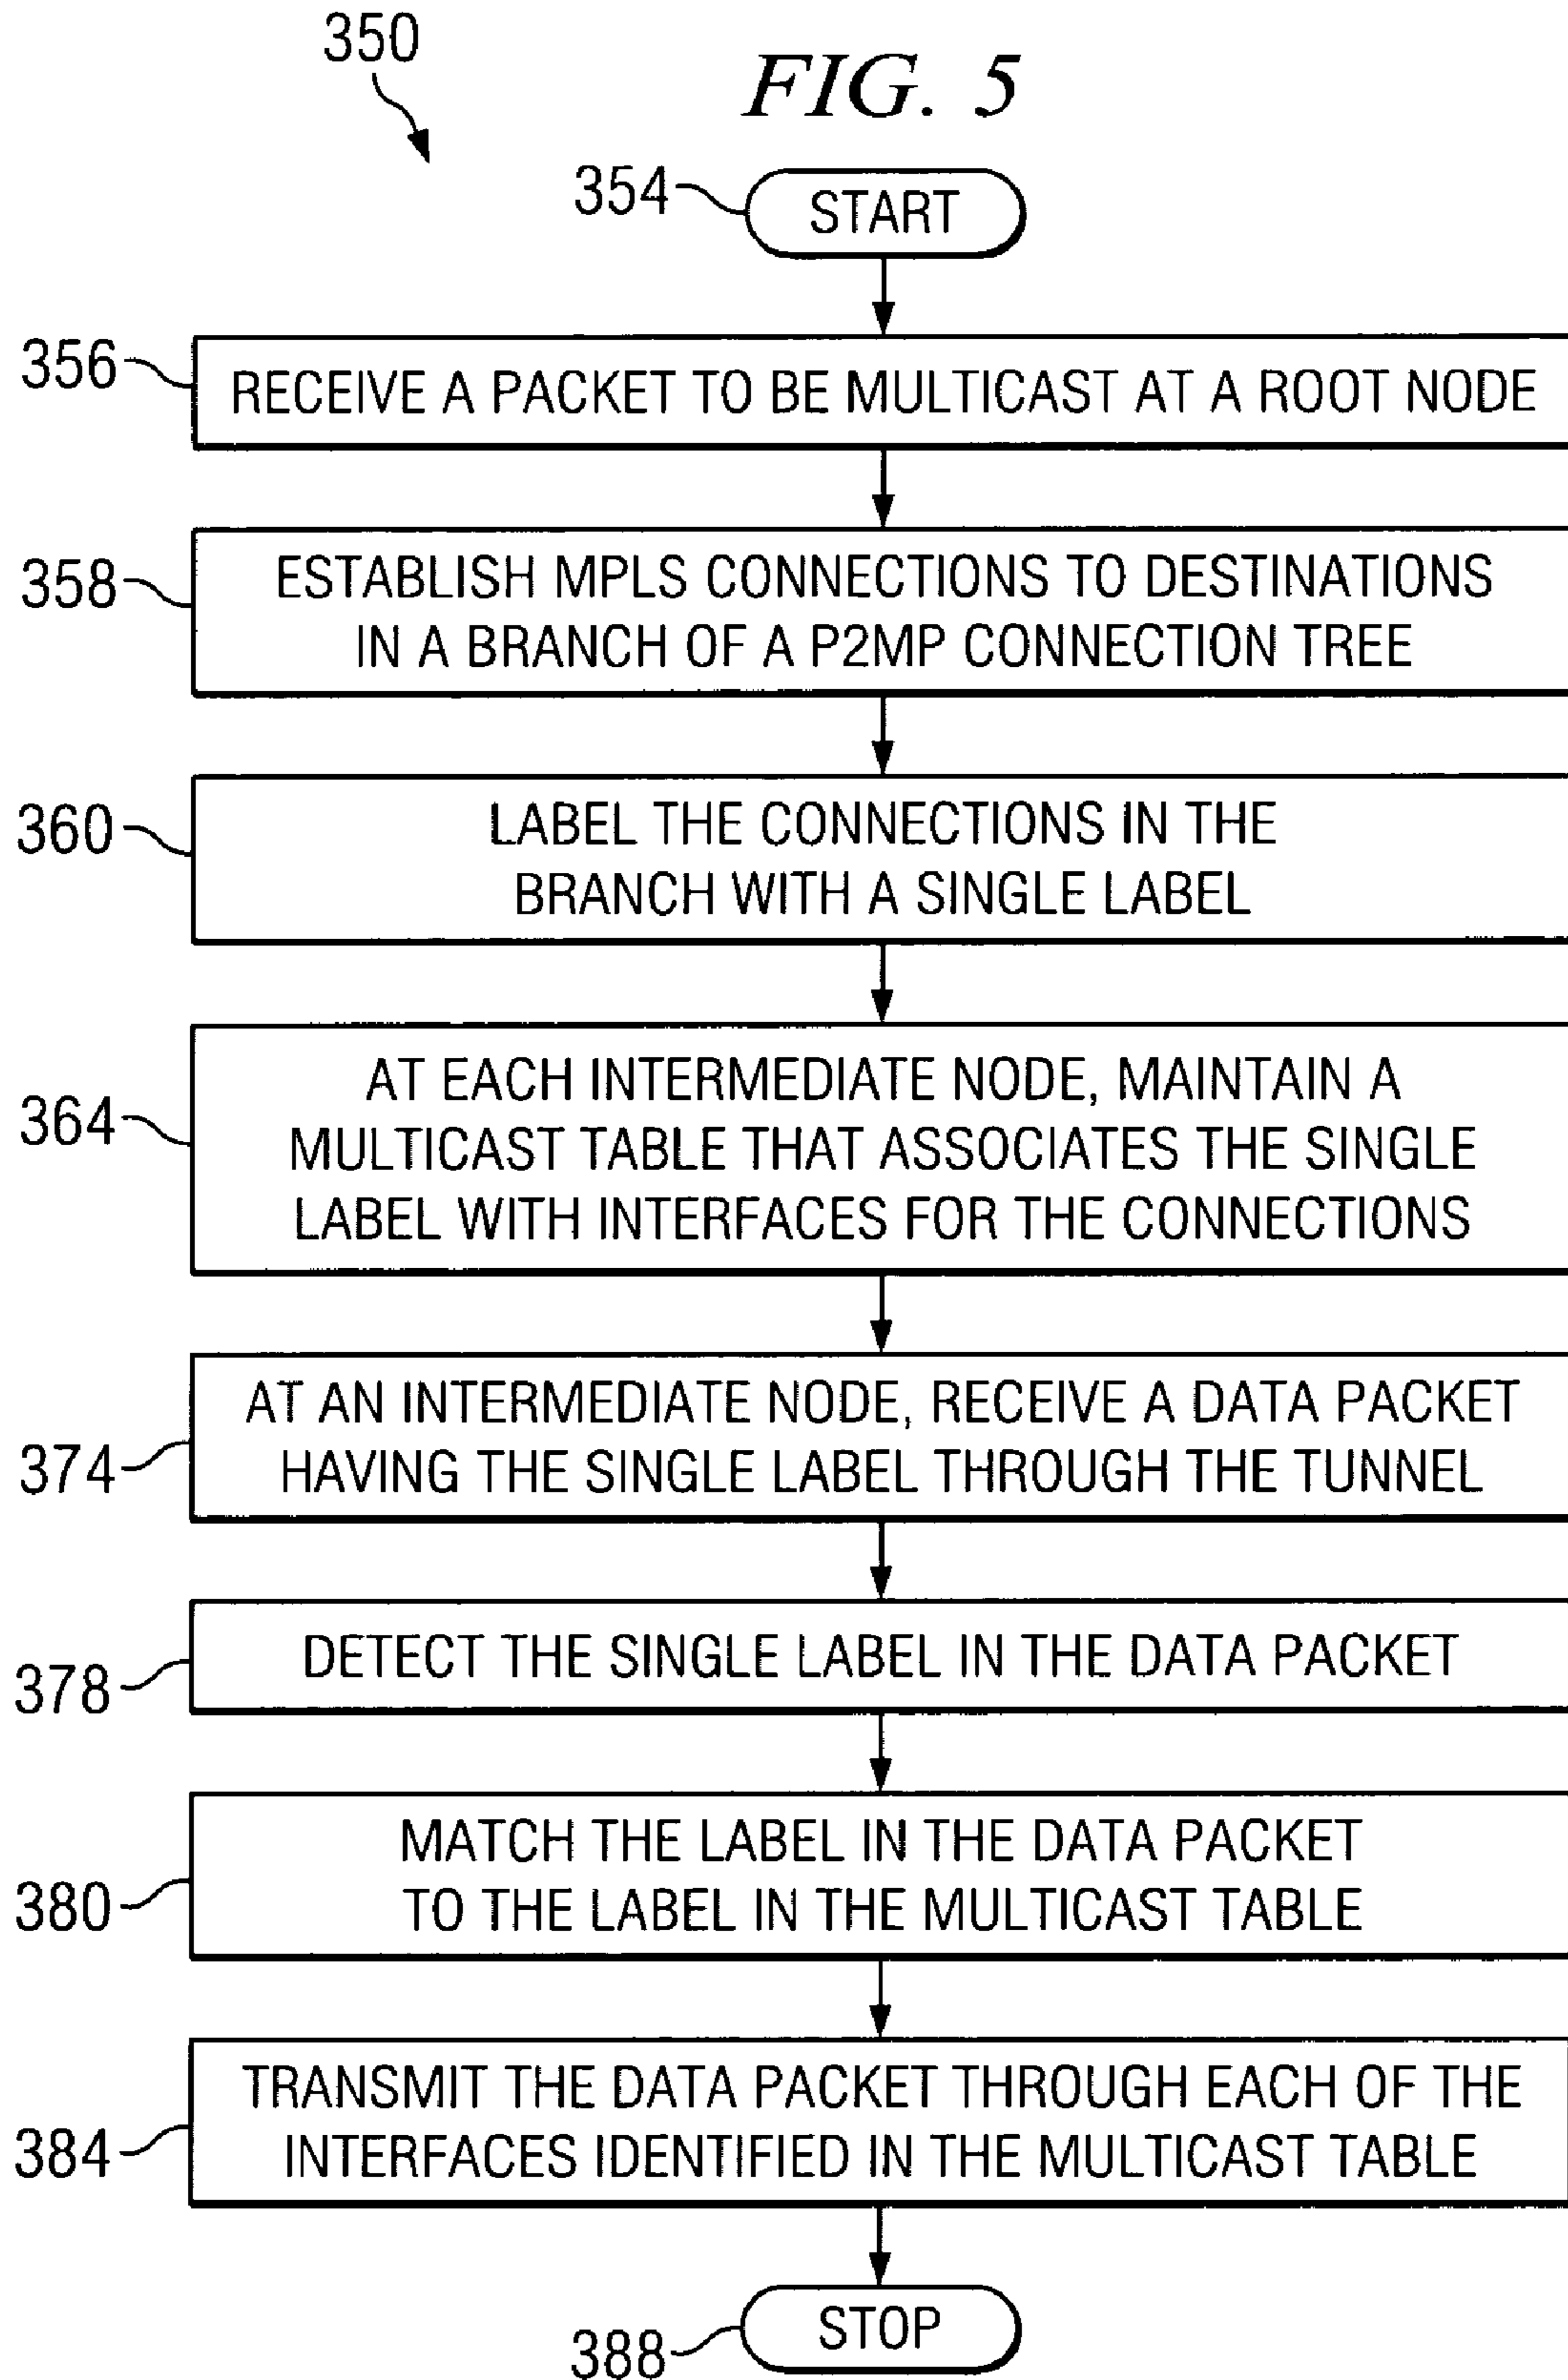 350
FIG. 5
354
START
356
RECEIVE A PACKET TO BE MULTICAST AT A ROOT NODE
358
ESTABLISH MPLS CONNECTIONS TO DESTINATIONS
IN A BRANCH OF A P2MP CONNECTION TREE
360
LABEL THE CONNECTIONS IN THE
BRANCH WITH A SINGLE LABEL
364
AT EACH INTERMEDIATE NODE, MAINTAIN A
MULTICAST TABLE THAT ASSOCIATES THE SINGLE
LABEL WITH INTERFACES FOR THE CONNECTIONS
374
AT AN INTERMEDIATE NODE, RECEIVE A DATA PACKET
HAVING THE SINGLE LABEL THROUGH THE TUNNEL
378
DETECT THE SINGLE LABEL IN THE DATA PACKET
380
MATCH THE LABEL IN THE DATA PACKET
TO THE LABEL IN THE MULTICAST TABLE
384
TRANSMIT THE DATA PACKET THROUGH EACH OF THE
INTERFACES IDENTIFIED IN THE MULTICAST TABLE
388
STOP